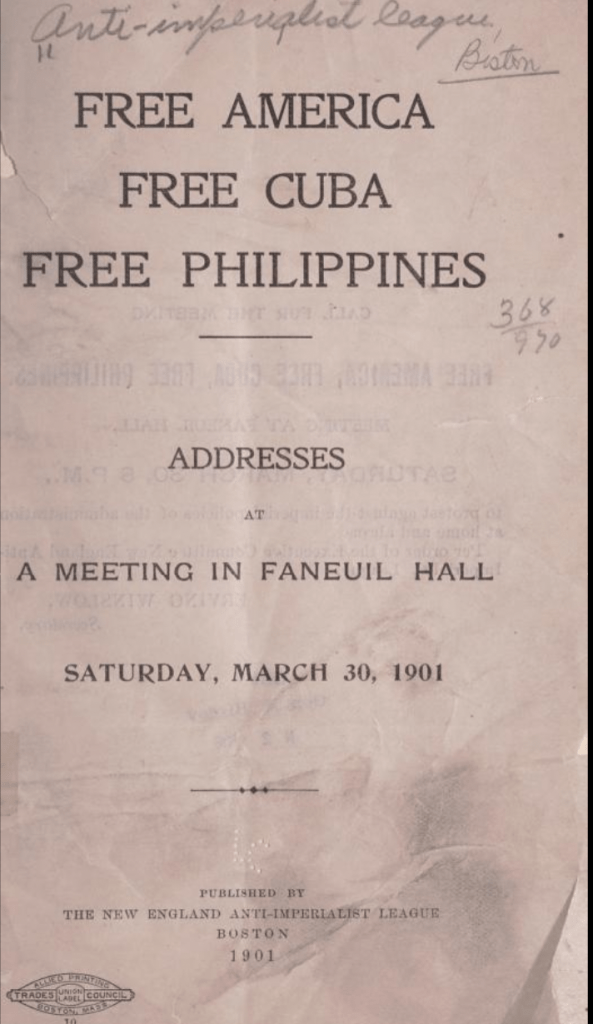 Anti-imperialist league,
Boston
FREE AMERICA
FREE CUBA
FREE PHILIPPINES
368
970
ADDRESSES
AT
A MEETING IN FANEUIL HALL
SATURDAY, MARCH 30, 1901
PUBLISHED BY
THE NEW ENGLAND ANTI-IMPERIALIST LEAGUE
BOSTON
1901
ALLIED PRINTING
TRADES UNION LABEL COUNCIL
BOSTON, MASS
10